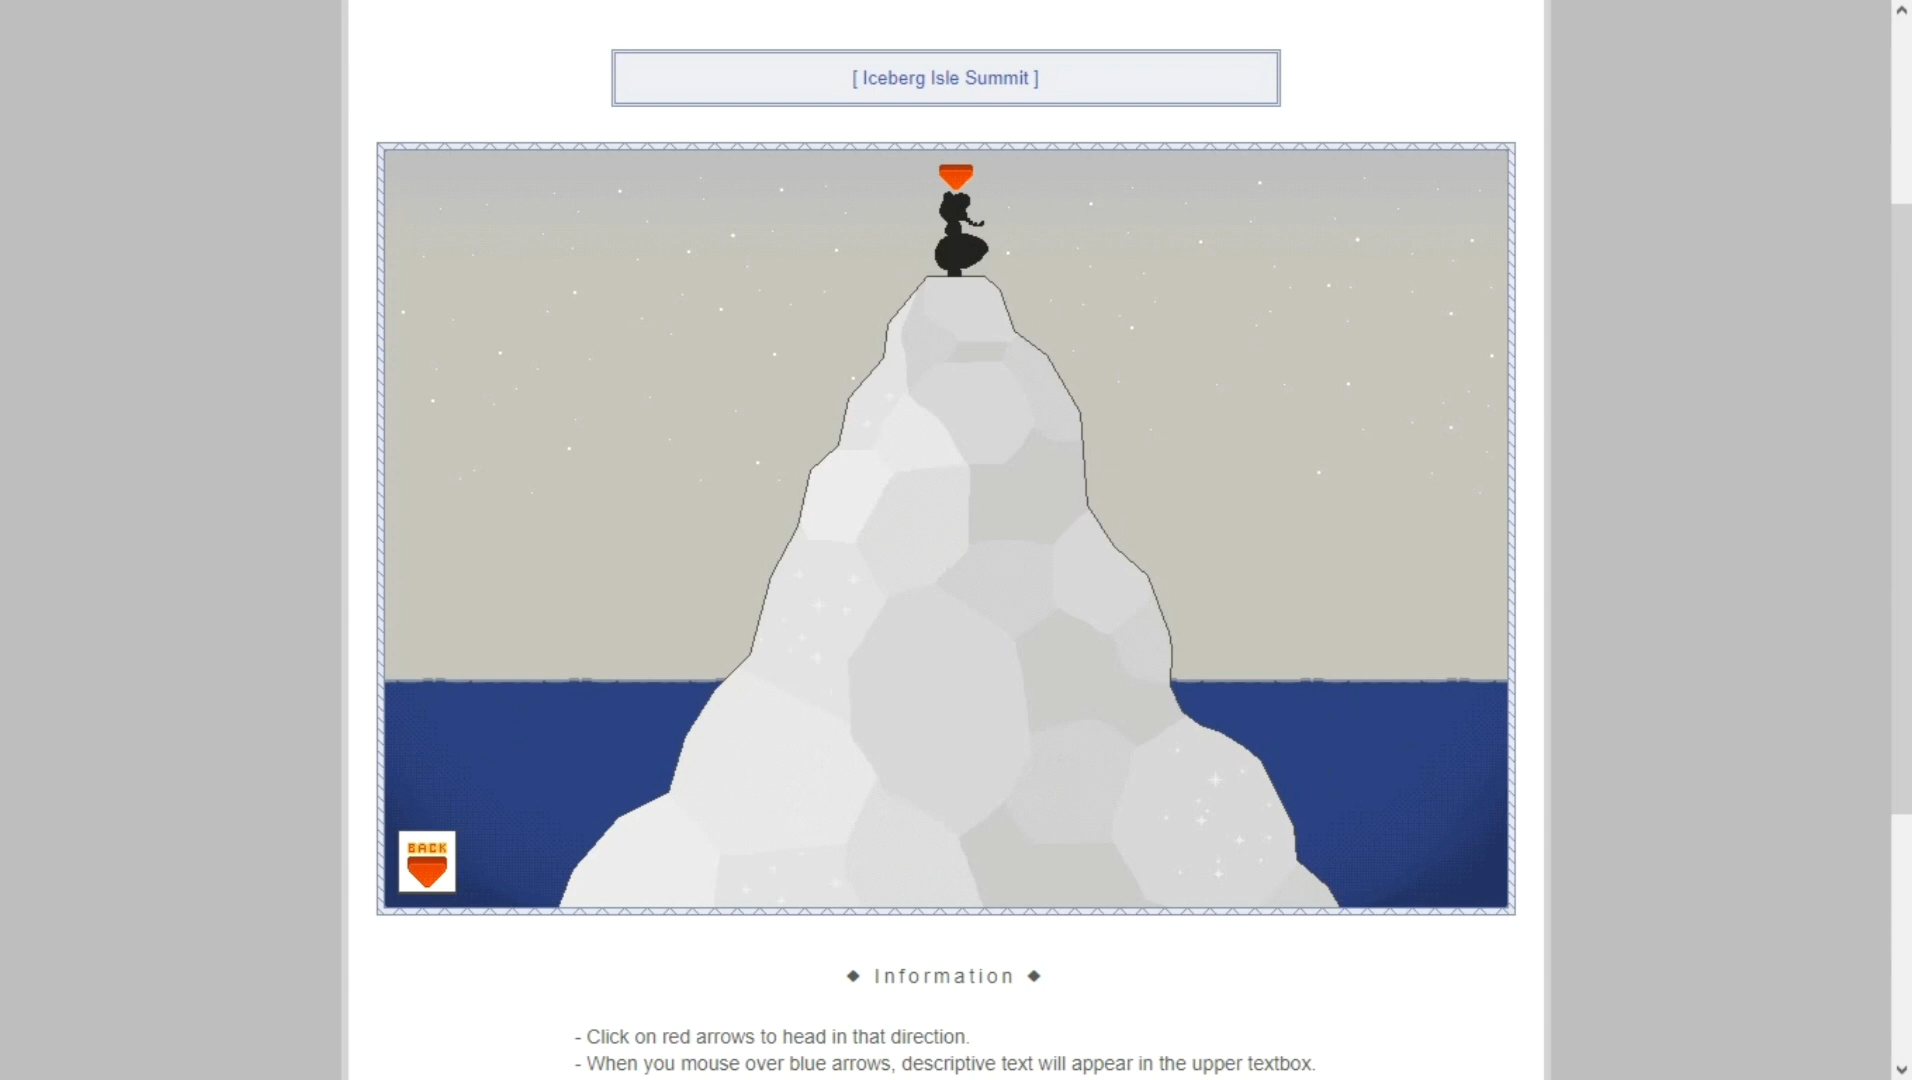 [ Iceberg Isle Summit ]
BACK
◆ Information ◆
- Click on red arrows to head in that direction.
- When you mouse over blue arrows, descriptive text will appear in the upper textbox.